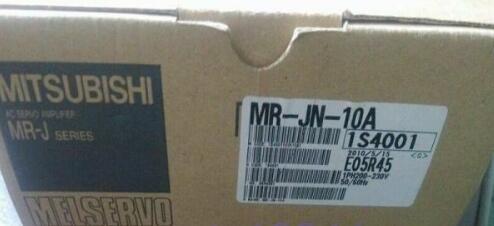 MITSUBISHI
AC SERVO AMPLIFIER
MR-J SERIES
MELSERVO
MR-JN-10A
1S4001
2010/5/15
<G>
E05R45
1PH200-230V
50/60Hz